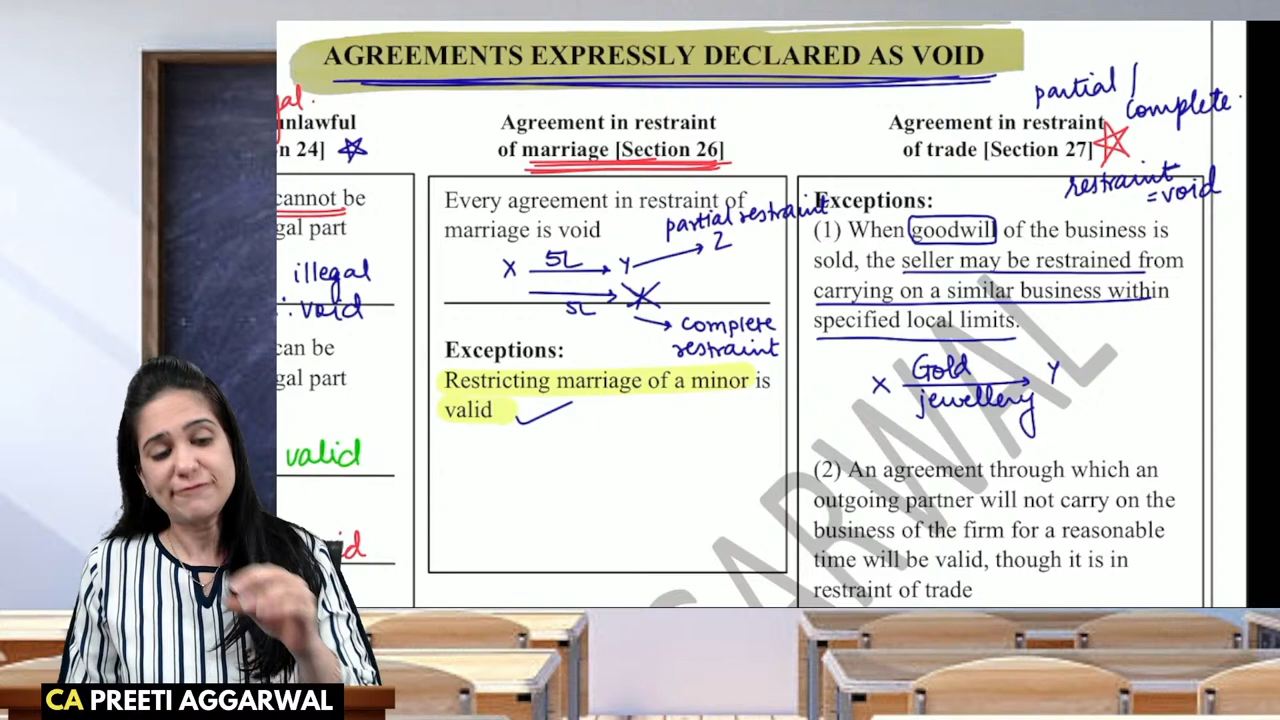 AGREEMENTS EXPRESSLY DECLARED AS VOID
partial /
complete.
restraint
=void
gal.
unlawful
n 24]
cannot be
gal part
illegal
∴ void
can be
gal part
valid
id
Agreement in restraint
of marriage [Section 26]
Every agreement in restraint of
marriage is void
partial restraint
X 5L Y Z
5L
complete
restraint
Exceptions:
Restricting marriage of a minor is
valid
Agreement in restraint
of trade [Section 27]
Exceptions:
(1) When goodwill of the business is
sold, the seller may be restrained from
carrying on a similar business within
specified local limits.
X Gold Y
jewellery
(2) An agreement through which an
outgoing partner will not carry on the
business of the firm for a reasonable
time will be valid, though it is in
restraint of trade
GARWAL
CA PREETI AGGARWAL